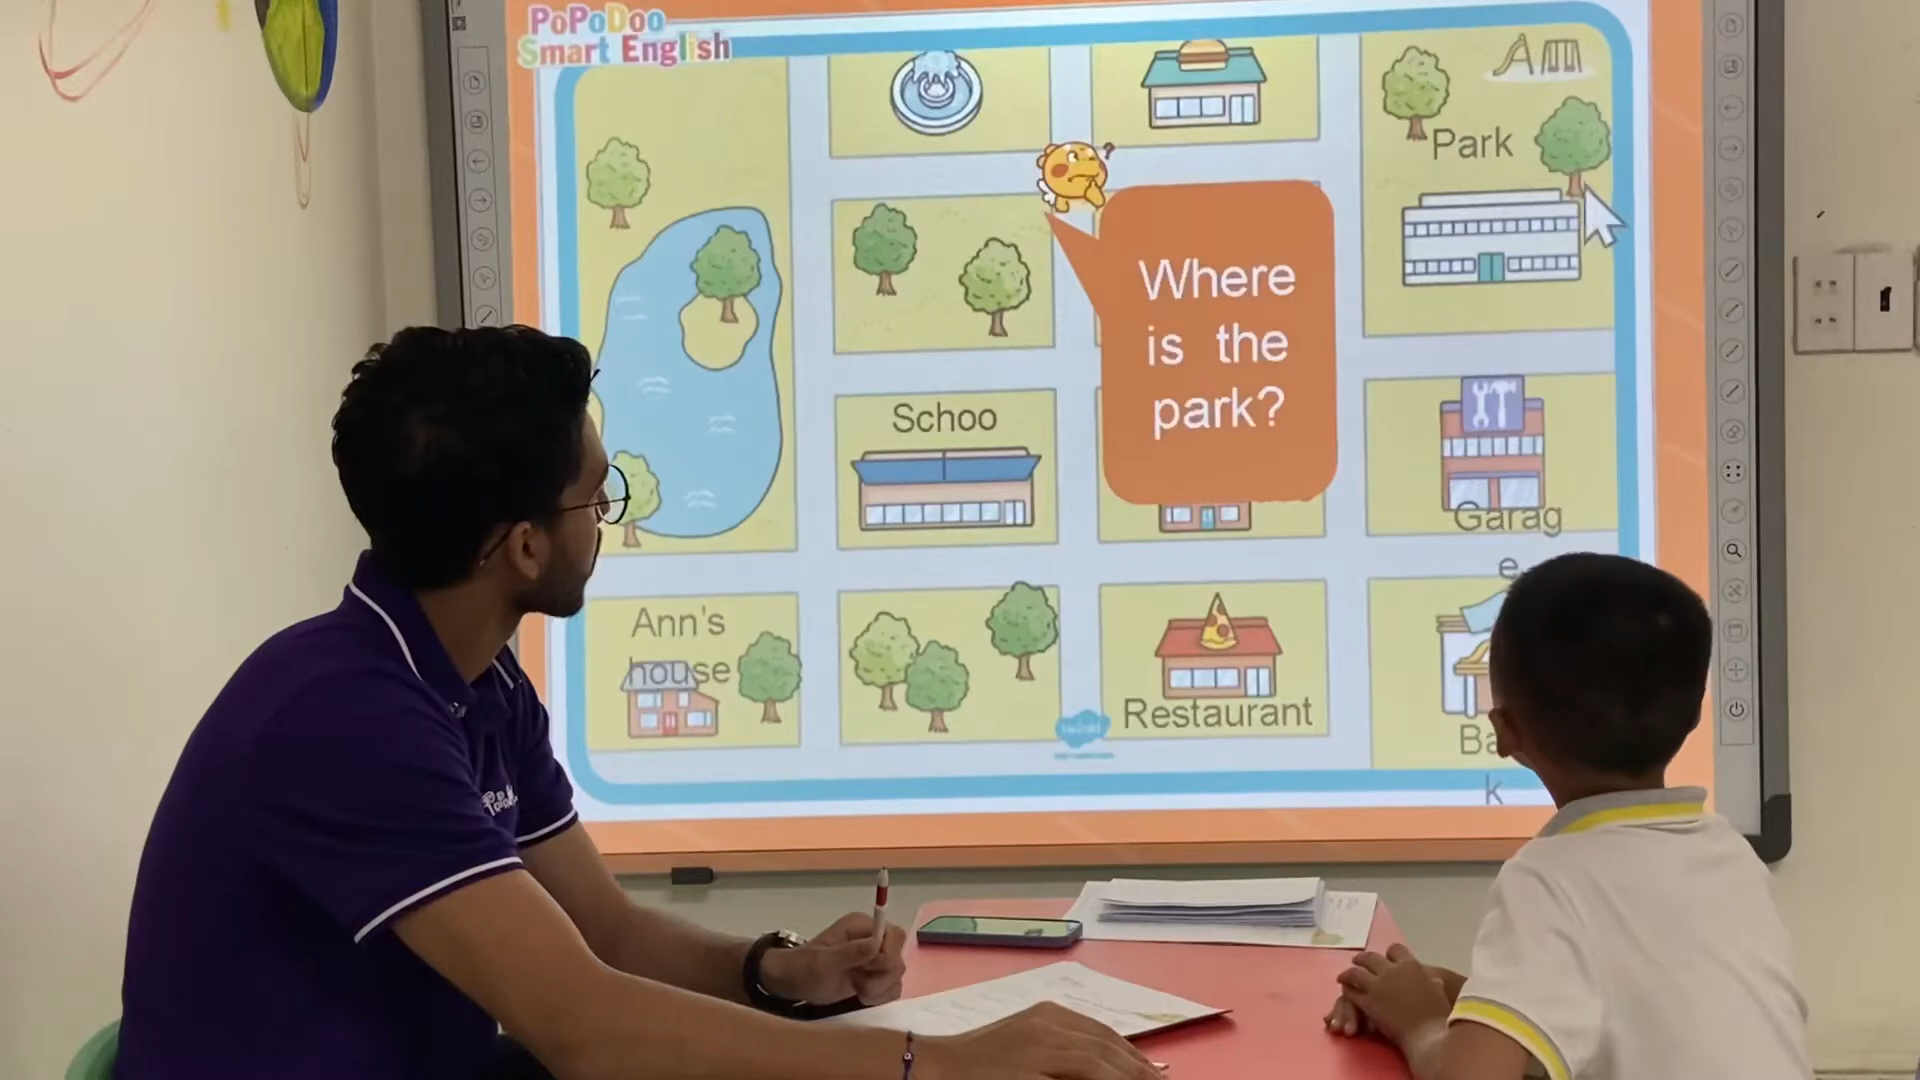 PoPoDoo
Smart English
Park
Where
is the
park?
Schoo
Garag
e
Ann's
house
Restaurant
Ba
k